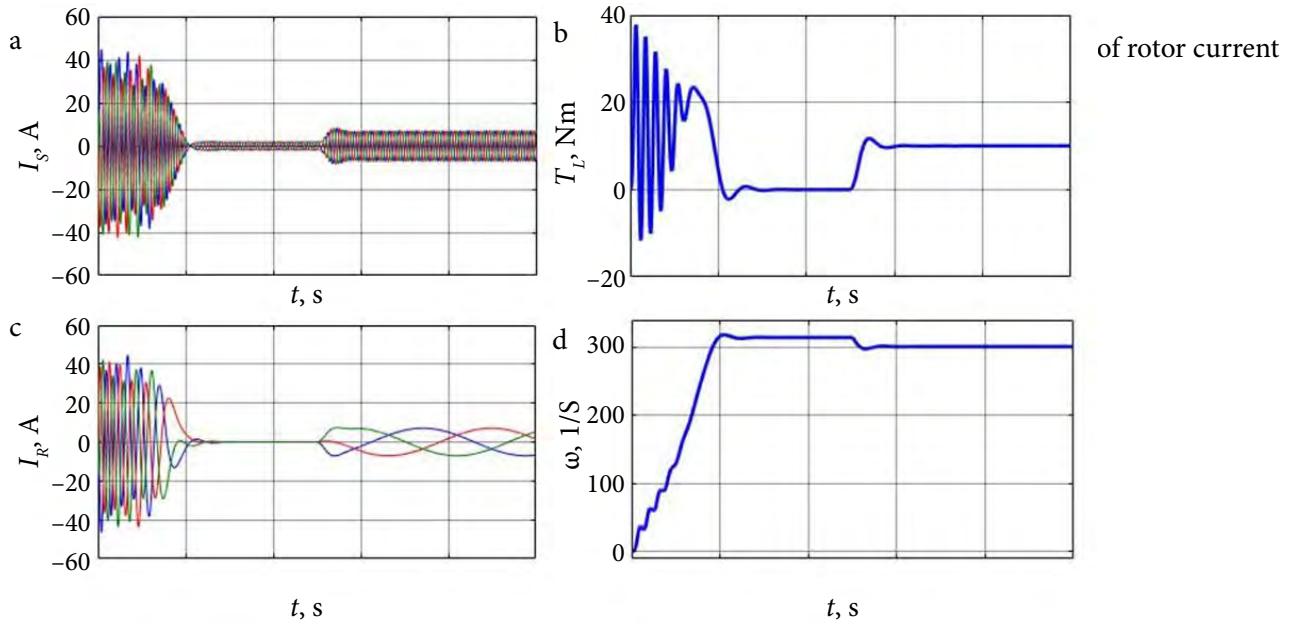 a
60
40
20
0
–20
–40
–60
I_S, A
t, s
b
40
20
0
–20
T_L, Nm
t, s
of rotor current
c
60
40
20
0
–20
–40
–60
I_R, A
t, s
d
300
200
100
0
ω, 1/S
t, s